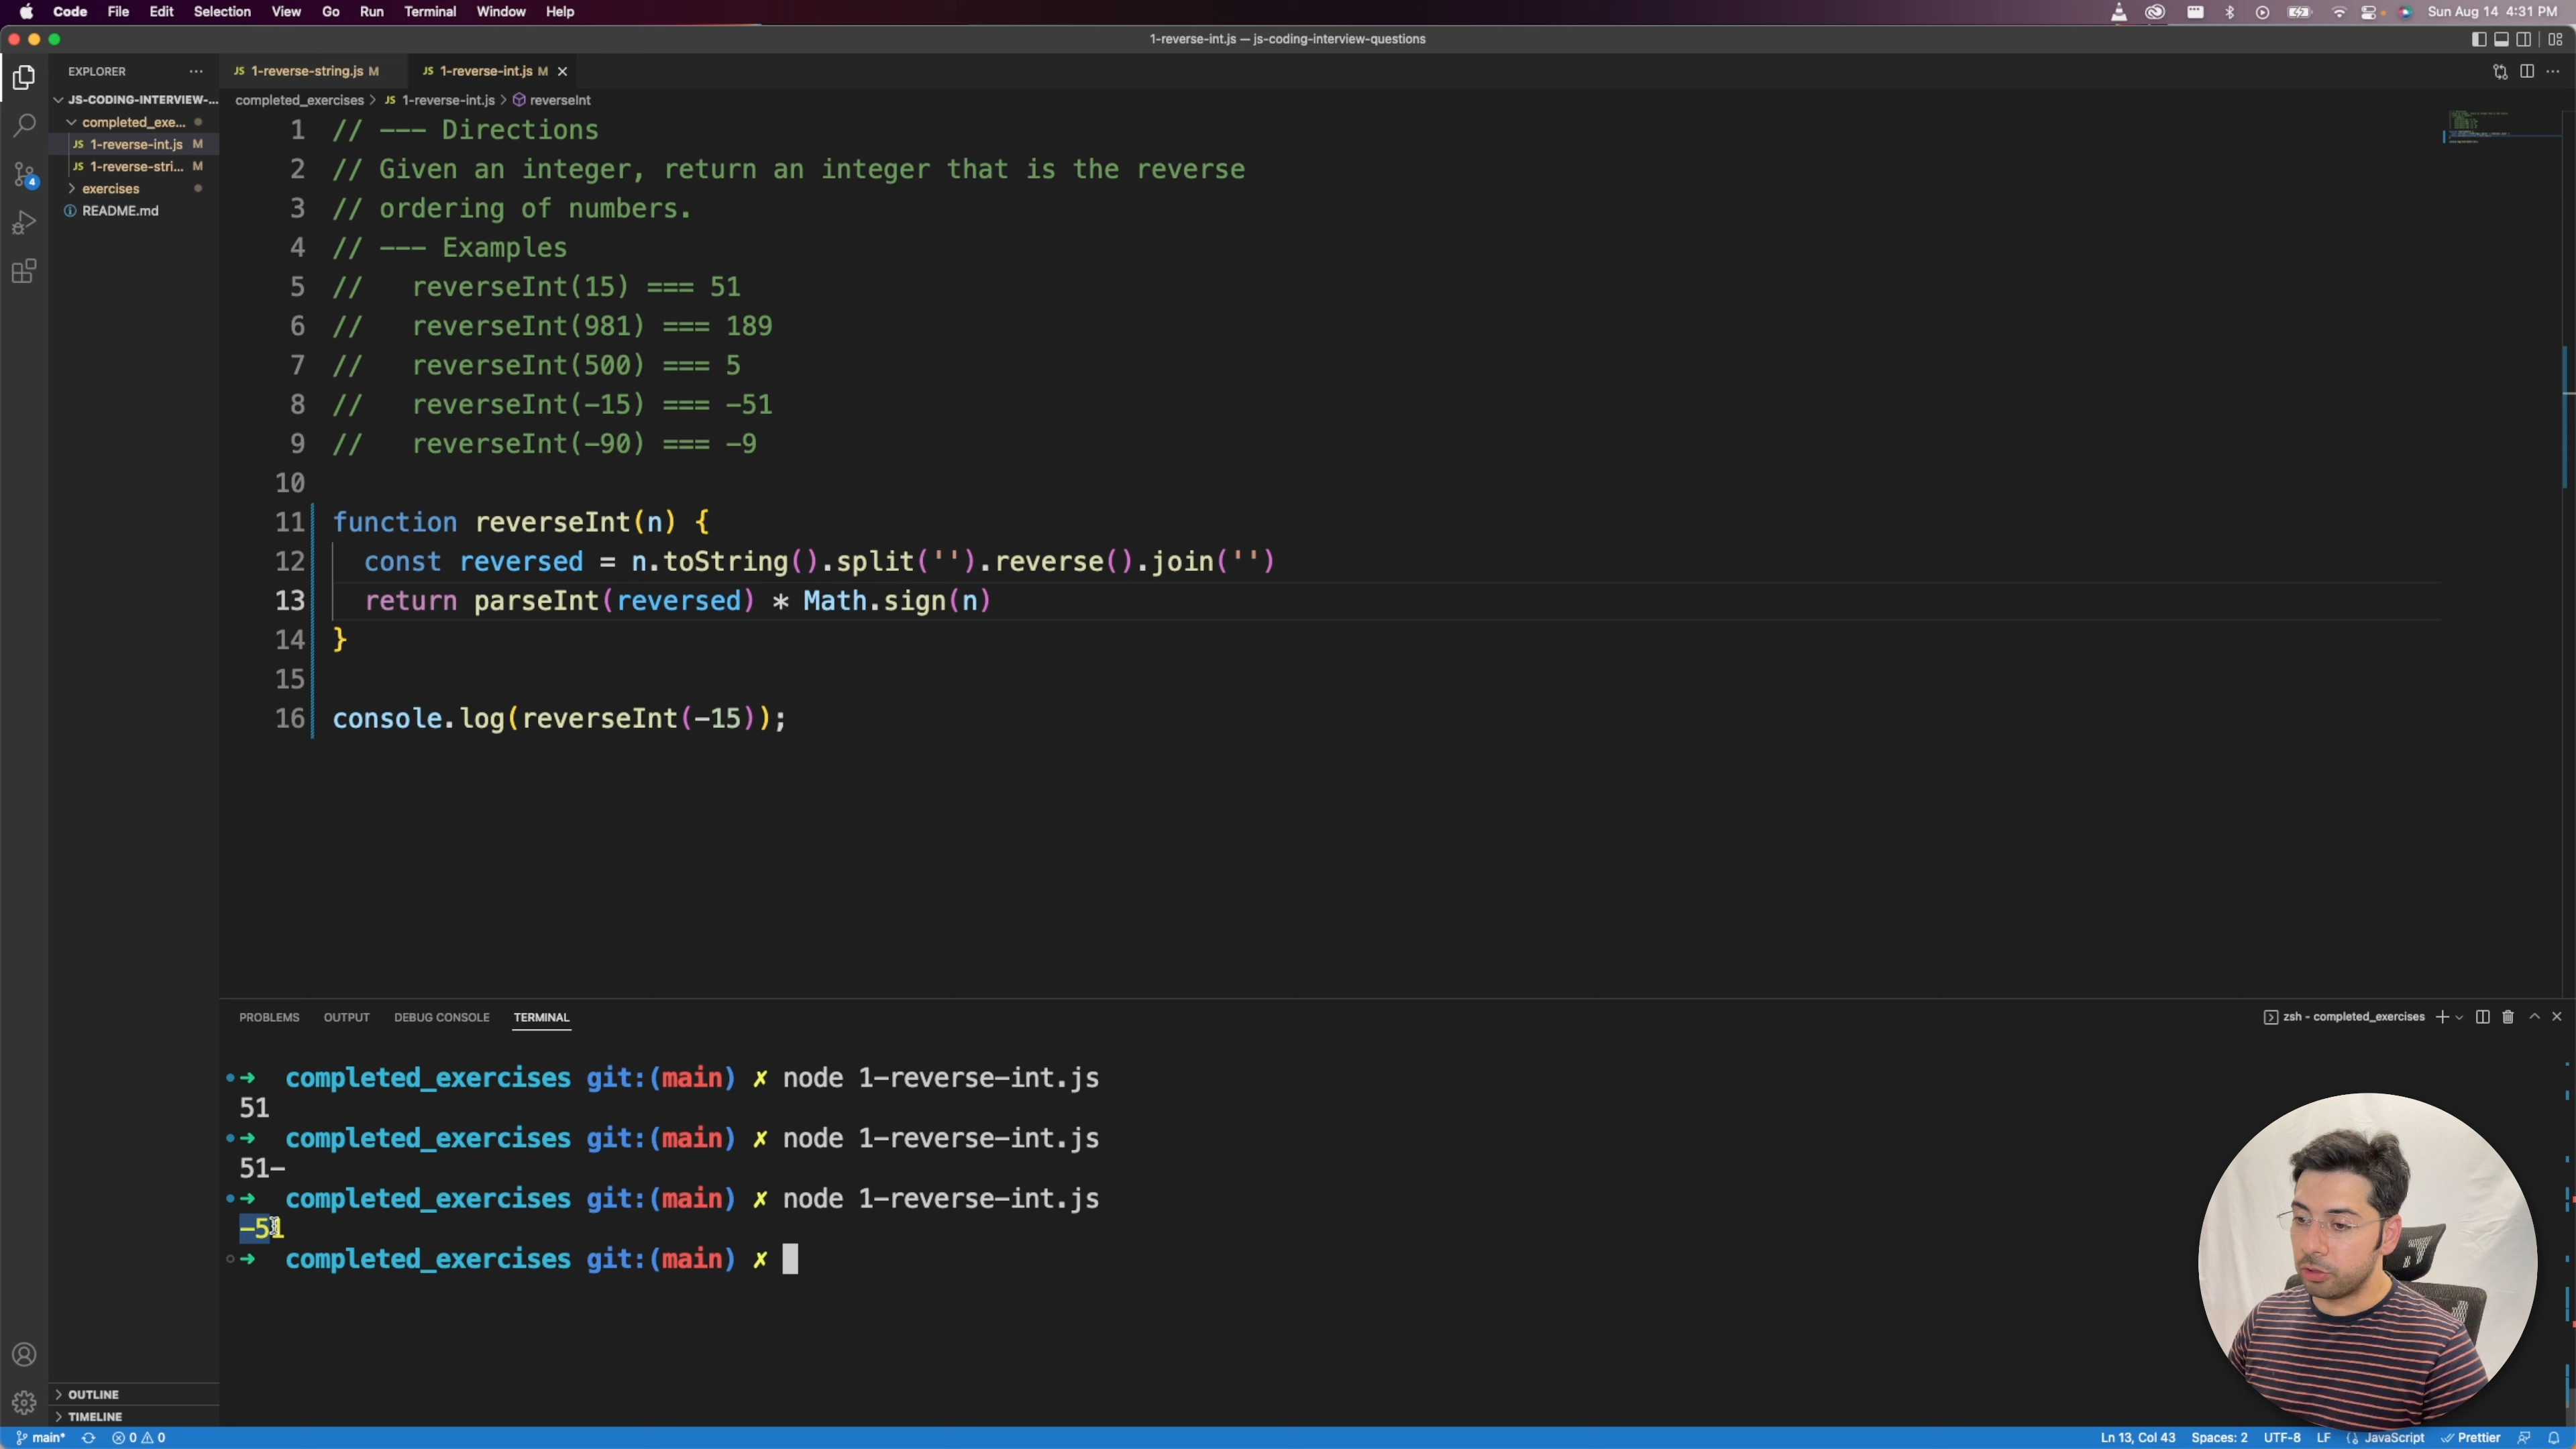 Code File Edit Selection View Go Run Terminal Window Help Sun Aug 14 4:31 PM
1-reverse-int.js — js-coding-interview-questions
EXPLORER ...
JS 1-reverse-string.js M JS 1-reverse-int.js M
JS-CODING-INTERVIEW-...
completed_exercises > JS 1-reverse-int.js > reverseInt
completed_exe...
JS 1-reverse-int.js M
JS 1-reverse-stri... M
exercises
README.md
4
1 // --- Directions
2 // Given an integer, return an integer that is the reverse
3 // ordering of numbers.
4 // --- Examples
5 //   reverseInt(15) === 51
6 //   reverseInt(981) === 189
7 //   reverseInt(500) === 5
8 //   reverseInt(-15) === -51
9 //   reverseInt(-90) === -9
10
11 function reverseInt(n) {
12   const reversed = n.toString().split('').reverse().join('')
13   return parseInt(reversed) * Math.sign(n)
14 }
15
16 console.log(reverseInt(-15));
PROBLEMS OUTPUT DEBUG CONSOLE TERMINAL zsh - completed_exercises
➜ completed_exercises git:(main) ✗ node 1-reverse-int.js
51
➜ completed_exercises git:(main) ✗ node 1-reverse-int.js
51-
➜ completed_exercises git:(main) ✗ node 1-reverse-int.js
-51
➜ completed_exercises git:(main) ✗
OUTLINE
TIMELINE
main* 0 0 Ln 13, Col 43 Spaces: 2 UTF-8 LF JavaScript Prettier